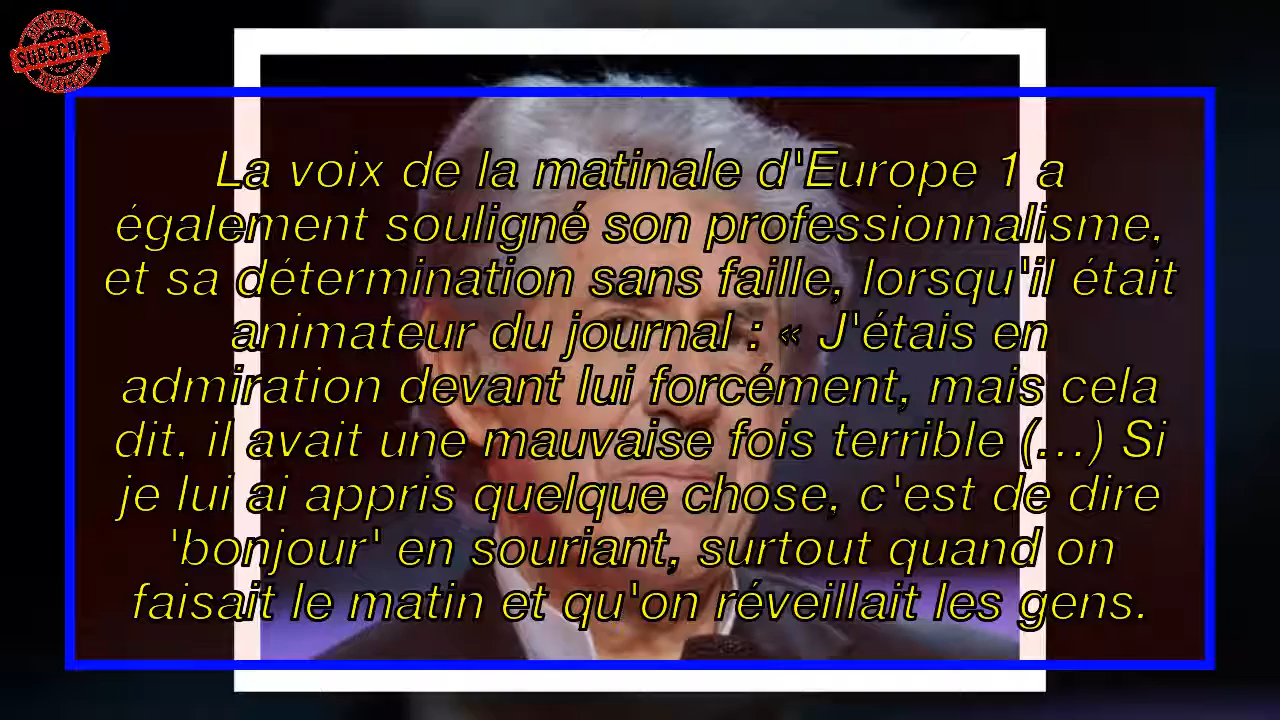 SUBSCRIBE
La voix de la matinale d'Europe 1 a
également souligné son professionnalisme,
et sa détermination sans faille, lorsqu'il était
animateur du journal : « J'étais en
admiration devant lui forcément, mais cela
dit, il avait une mauvaise fois terrible (...) Si
je lui ai appris quelque chose, c'est de dire
'bonjour' en souriant, surtout quand on
faisait le matin et qu'on réveillait les gens.